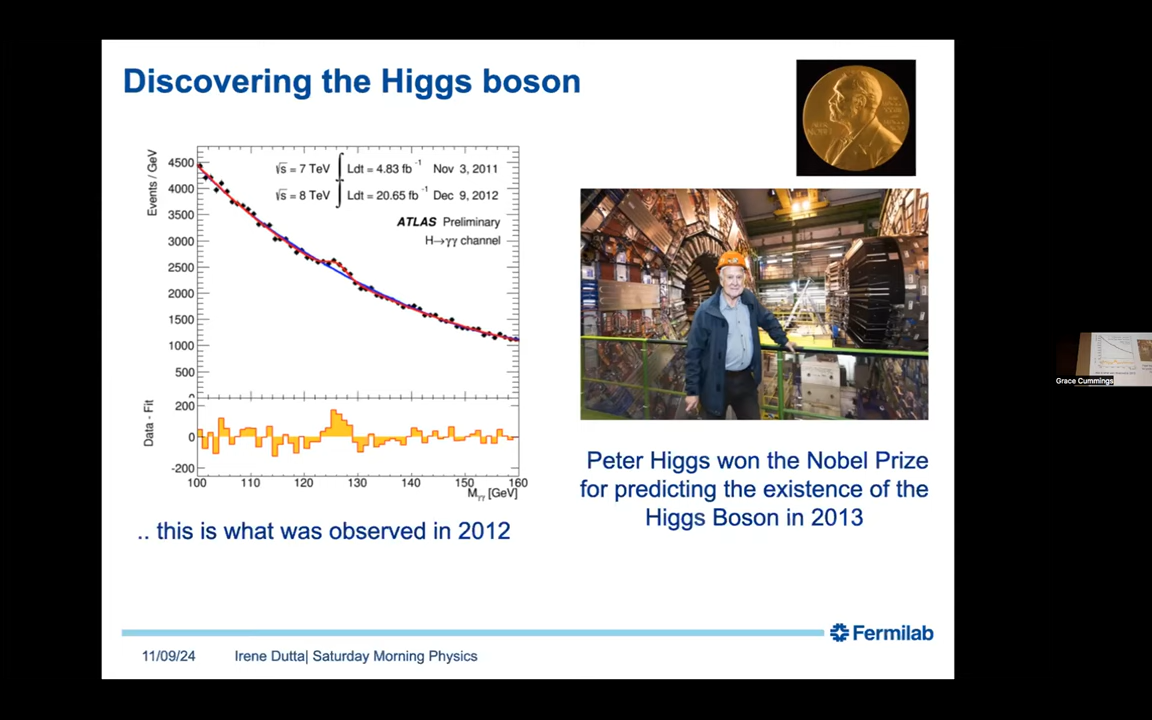 Discovering the Higgs boson
Events / GeV
4500
4000
3500
3000
2500
2000
1500
1000
500
0
√s = 7 TeV ∫ Ldt = 4.83 fb⁻¹ Nov 3, 2011
√s = 8 TeV ∫ Ldt = 20.65 fb⁻¹ Dec 9, 2012
ATLAS Preliminary
H→γγ channel
Data - Fit
200
0
-200
100 110 120 130 140 150 160
Mγγ [GeV]
.. this is what was observed in 2012
Peter Higgs won the Nobel Prize
for predicting the existence of the
Higgs Boson in 2013
Fermilab
11/09/24 Irene Dutta| Saturday Morning Physics
Grace Cummings